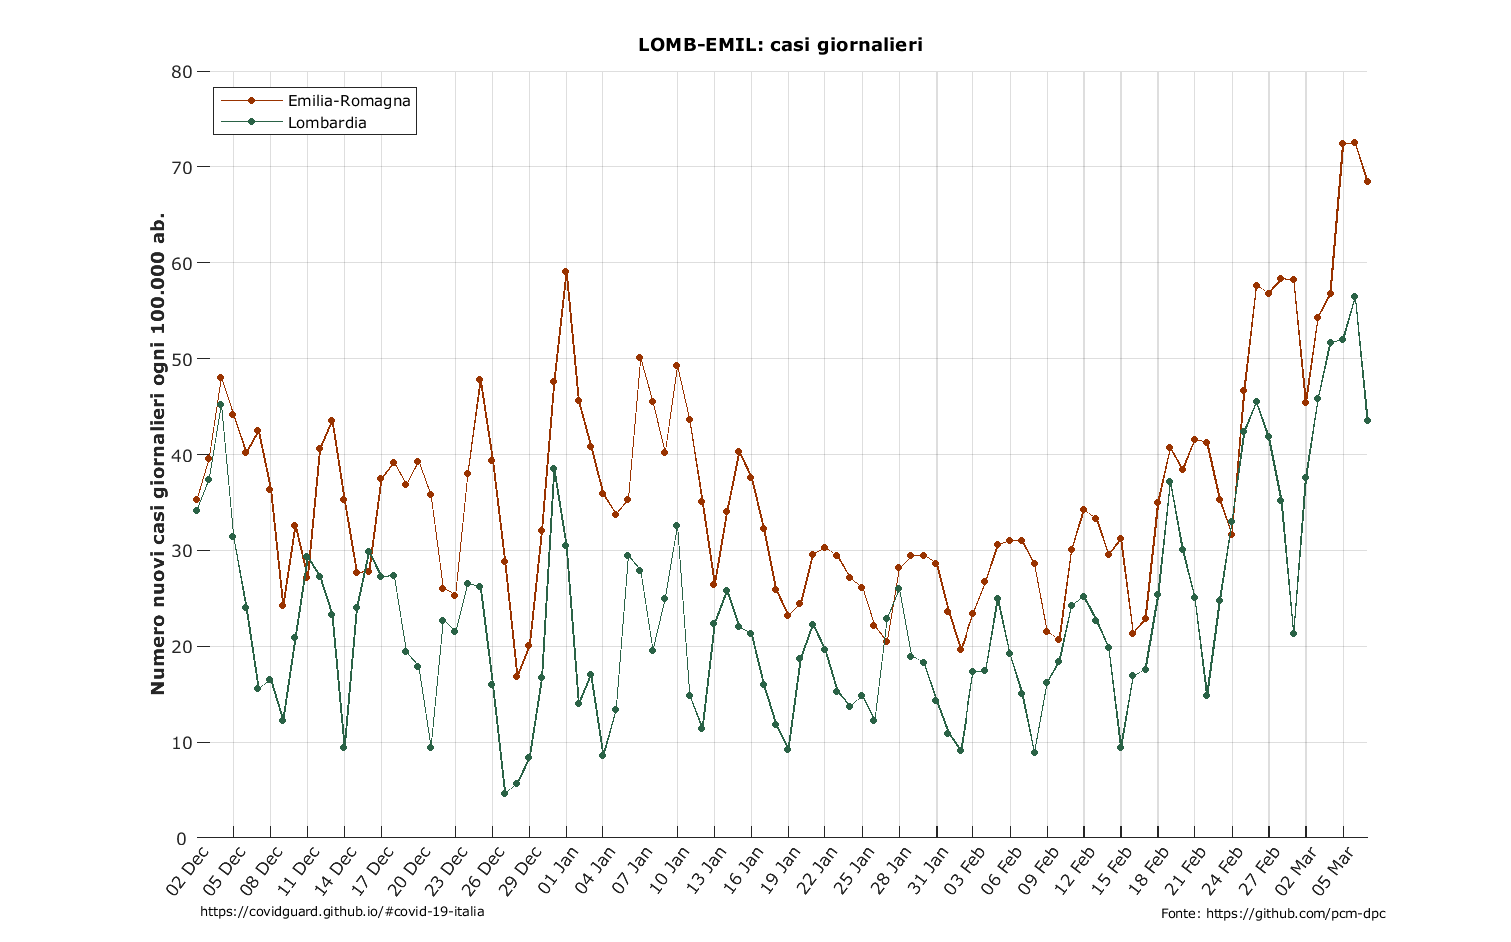 LOMB-EMIL: casi giornalieri
Emilia-Romagna
Lombardia
Numero nuovi casi giornalieri ogni 100.000 ab.
80
70
60
50
40
30
20
10
0
02 Dec
05 Dec
08 Dec
11 Dec
14 Dec
17 Dec
20 Dec
23 Dec
26 Dec
29 Dec
01 Jan
04 Jan
07 Jan
10 Jan
13 Jan
16 Jan
19 Jan
22 Jan
25 Jan
28 Jan
31 Jan
03 Feb
06 Feb
09 Feb
12 Feb
15 Feb
18 Feb
21 Feb
24 Feb
27 Feb
02 Mar
05 Mar
https://covidguard.github.io/#covid-19-italia
Fonte: https://github.com/pcm-dpc